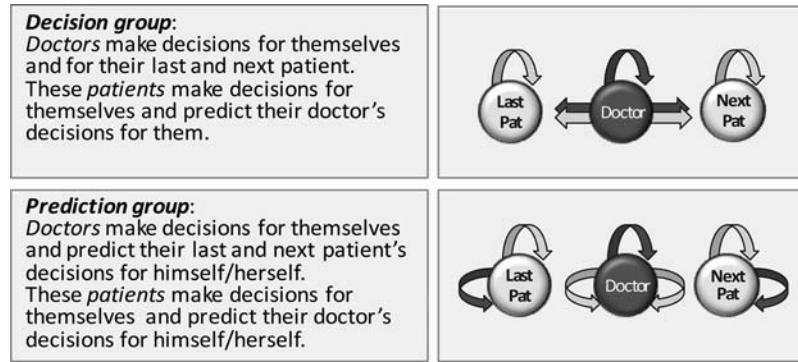 Decision group:
Doctors make decisions for themselves
and for their last and next patient.
These patients make decisions for
themselves and predict their doctor's
decisions for them.
Last
Pat
Doctor
Next
Pat
Prediction group:
Doctors make decisions for themselves
and predict their last and next patient's
decisions for himself/herself.
These patients make decisions for
themselves and predict their doctor's
decisions for himself/herself.
Last
Pat
Doctor
Next
Pat